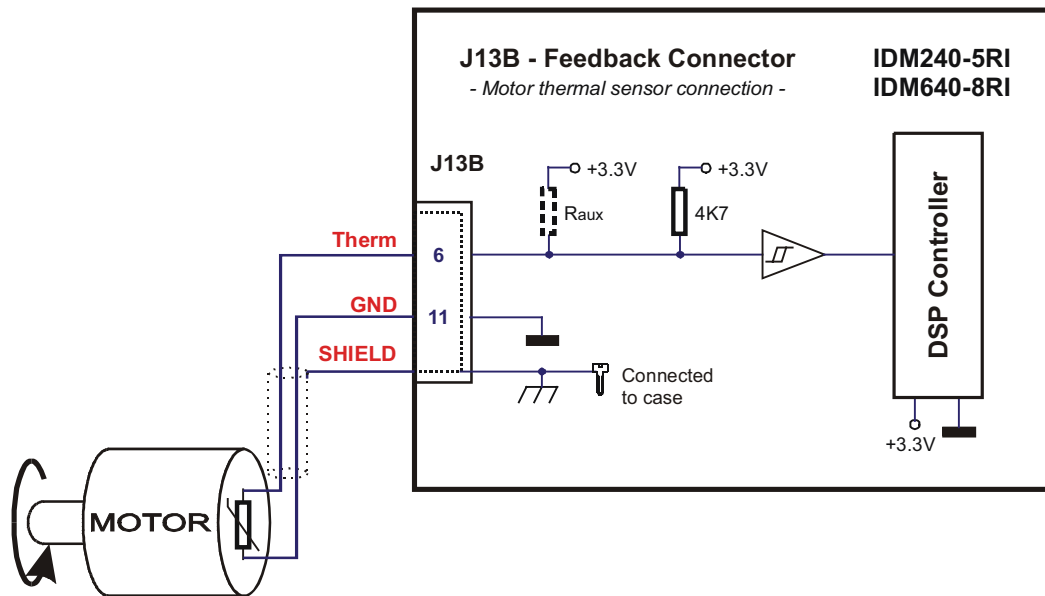 J13B - Feedback Connector
- Motor thermal sensor connection -
IDM240-5RI
IDM640-8RI
J13B
+3.3V
+3.3V
Raux
4K7
Therm
6
GND
11
SHIELD
Connected
to case
DSP Controller
+3.3V
MOTOR